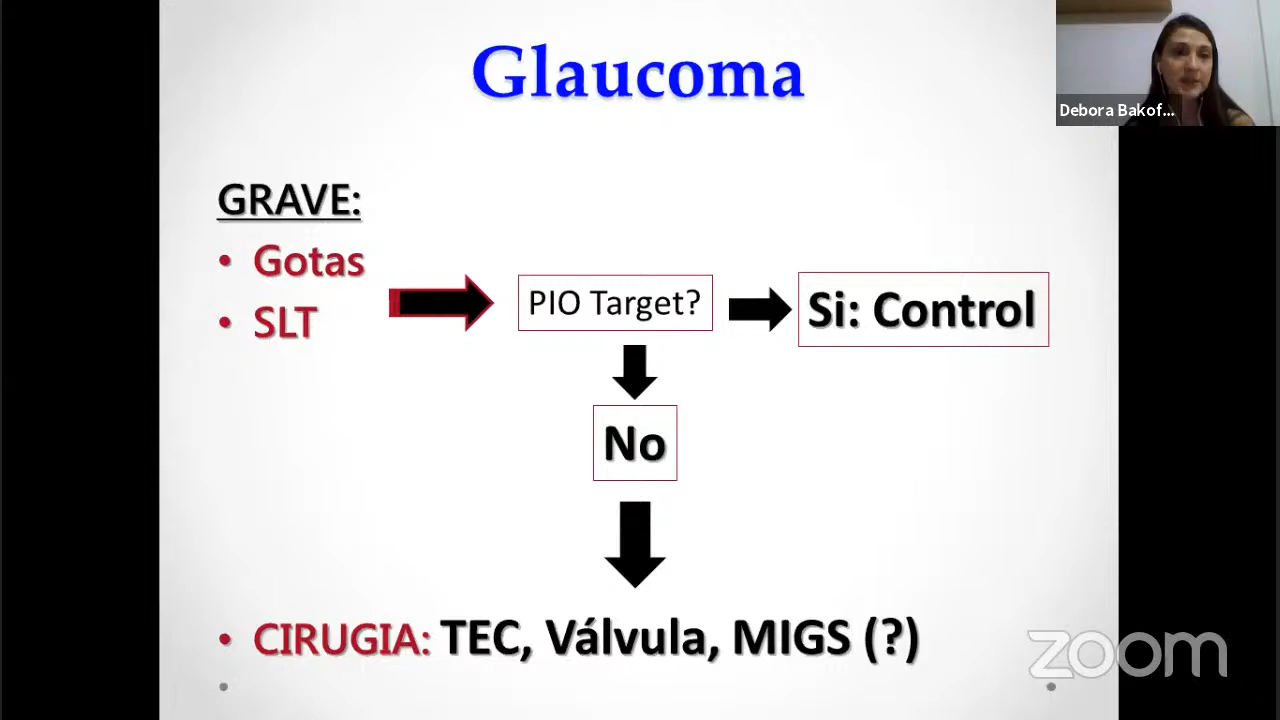 Glaucoma
Debora Bakof...
GRAVE:
• Gotas
• SLT
PIO Target?
Si: Control
No
• CIRUGIA: TEC, Válvula, MIGS (?)
zoom